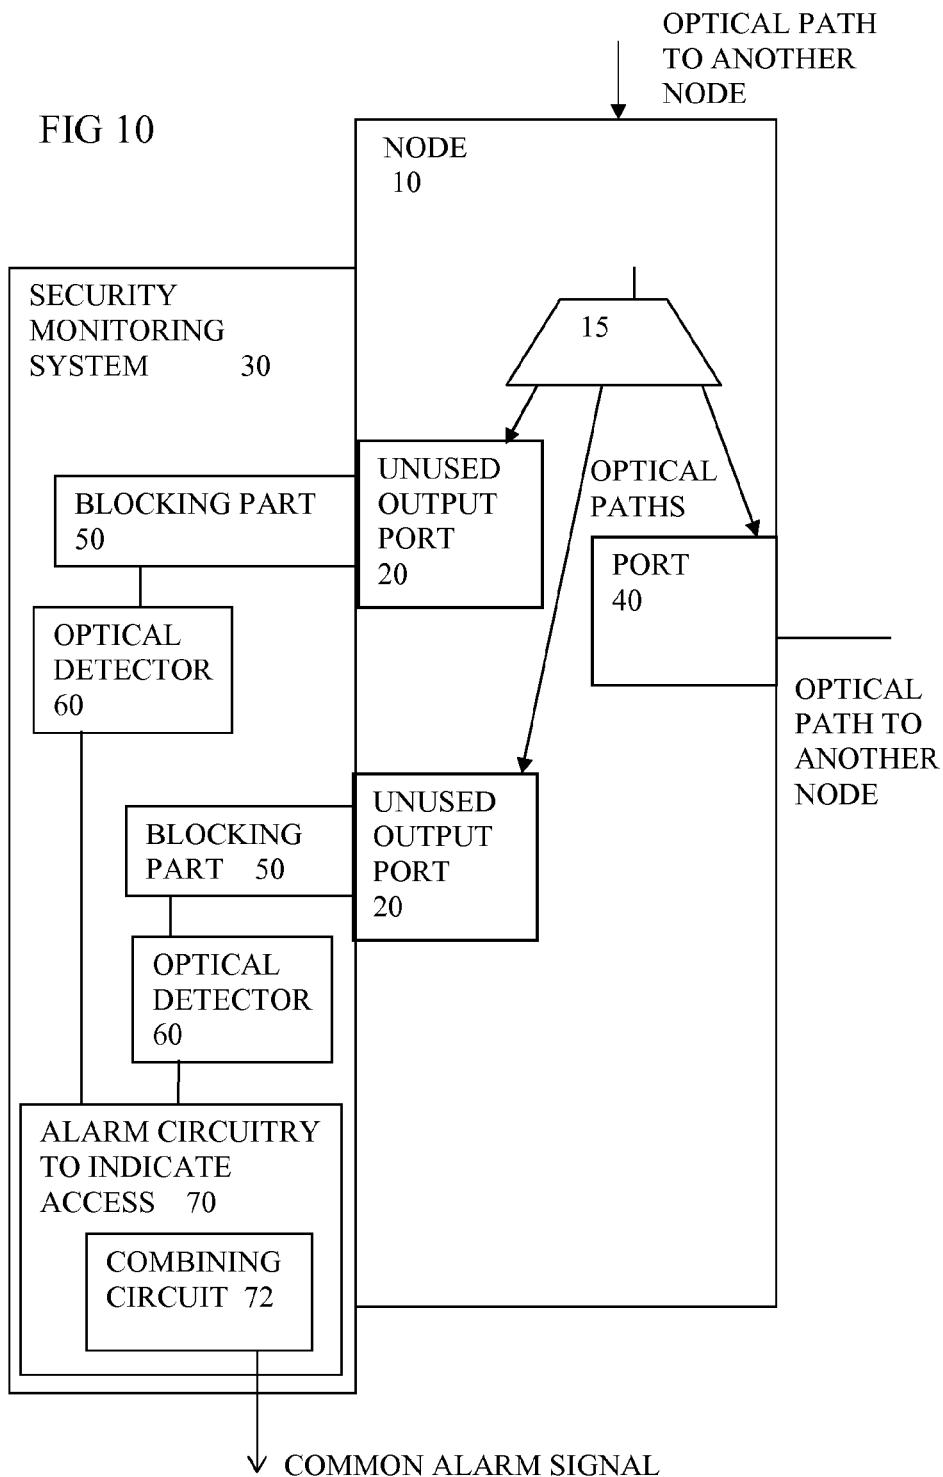 OPTICAL PATH
TO ANOTHER
NODE
FIG 10
NODE
10
SECURITY
MONITORING
SYSTEM 30
15
UNUSED
OUTPUT
PORT
20
OPTICAL
PATHS
BLOCKING PART
50
PORT
40
OPTICAL
DETECTOR
60
OPTICAL
PATH TO
ANOTHER
NODE
UNUSED
OUTPUT
PORT
20
BLOCKING
PART 50
OPTICAL
DETECTOR
60
ALARM CIRCUITRY
TO INDICATE
ACCESS 70
COMBINING
CIRCUIT 72
COMMON ALARM SIGNAL